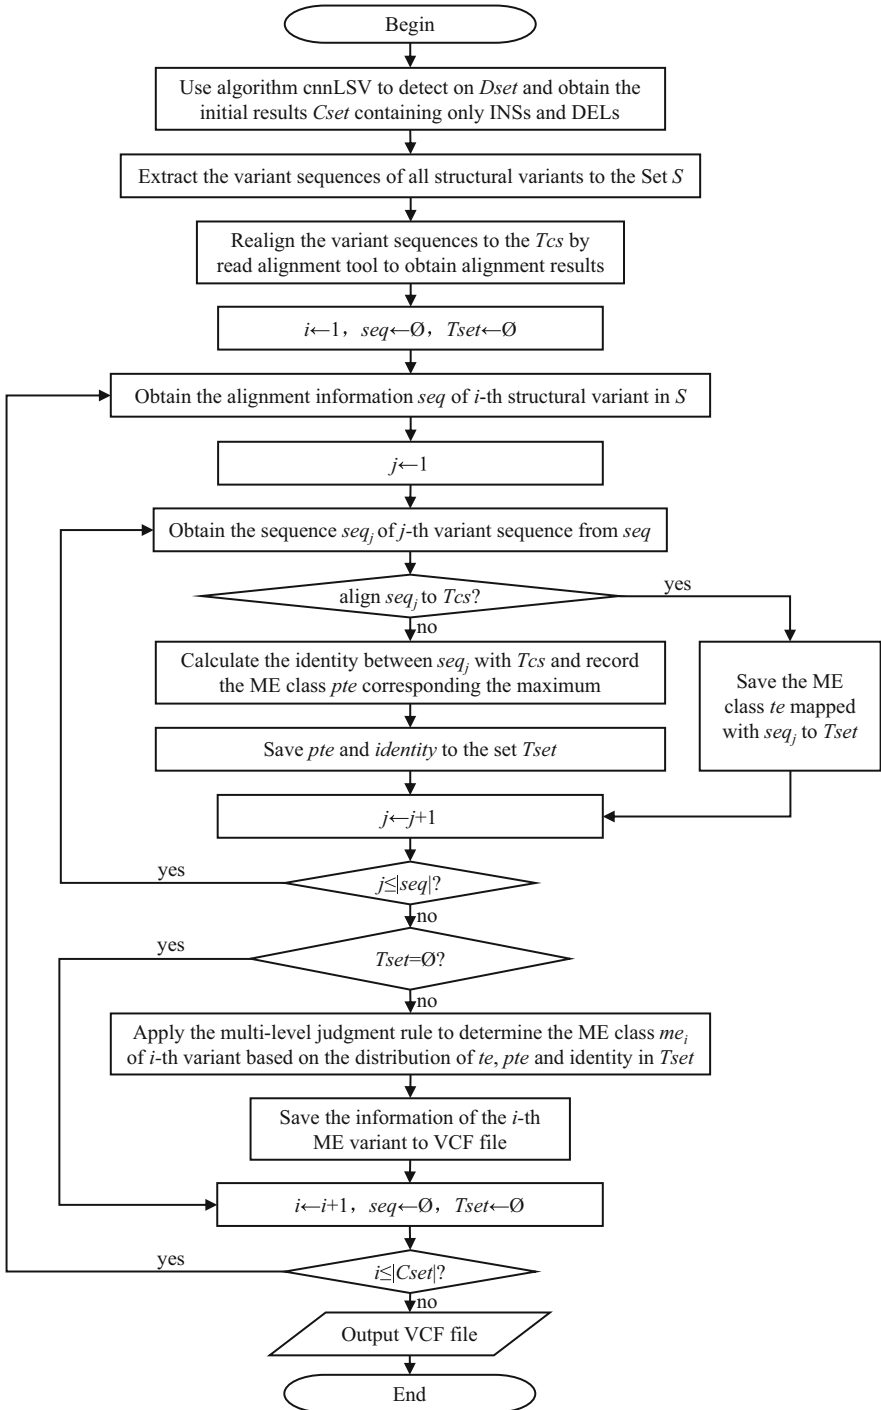 Begin
Use algorithm cnnLSV to detect on Dset and obtain the
initial results Cset containing only INSs and DELs
Extract the variant sequences of all structural variants to the Set S
Realign the variant sequences to the Tcs by
read alignment tool to obtain alignment results
i←1, seq←Ø, Tset←Ø
Obtain the alignment information seq of i-th structural variant in S
j←1
Obtain the sequence seqⱼ of j-th variant sequence from seq
align seqⱼ to Tcs?
yes
no
Calculate the identity between seqⱼ with Tcs and record
the ME class pte corresponding the maximum
Save the ME
class te mapped
with seqⱼ to Tset
Save pte and identity to the set Tset
j←j+1
yes
j≤|seq|?
no
yes
Tset=Ø?
no
Apply the multi-level judgment rule to determine the ME class meᵢ
of i-th variant based on the distribution of te, pte and identity in Tset
Save the information of the i-th
ME variant to VCF file
i←i+1, seq←Ø, Tset←Ø
yes
i≤|Cset|?
no
Output VCF file
End